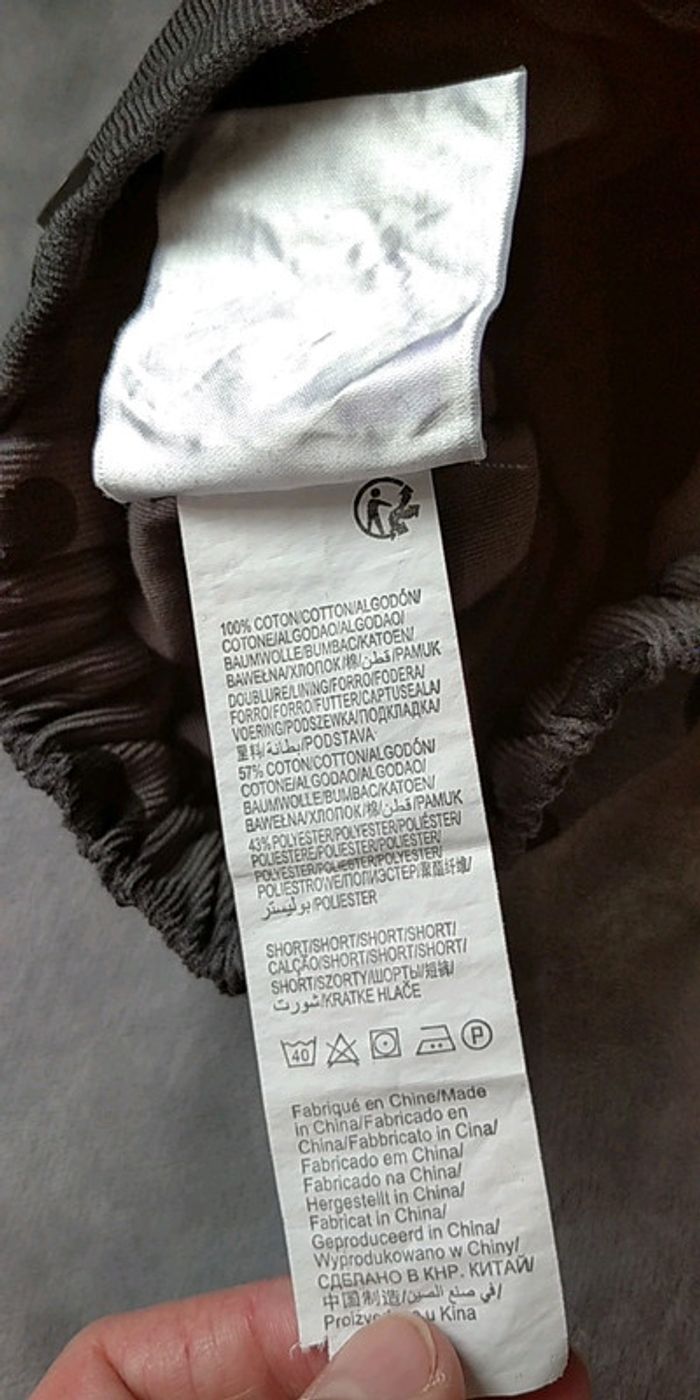 100% COTON/COTTON/ALGODÓN/
COTONE/ALGODAO/ALGODAO/
BAUMWOLLE/BUMBAC/KATOEN/
BAWEŁNA/ХЛОПОК/棉/قطن/PAMUK
DOUBLURE/LINING/FORRO/FODERA/
FORRO/FORRO/FUTTER/CAPTUSEALA/
VOERING/PODSZEWKA/ПОДКЛАДКА/
里料/بطانة/PODSTAVA
57% COTON/COTTON/ALGODÓN/
COTONE/ALGODAO/ALGODAO/
BAUMWOLLE/BUMBAC/KATOEN/
BAWEŁNA/ХЛОПОК/棉/قطن/PAMUK
43% POLYESTER/POLYESTER/POLIÉSTER/
POLIESTERE/POLIESTER/POLIESTER/
POLYESTER/POLIESTER/POLYESTER/
POLIESTROWE/ПОЛИЭСТЕР/聚酯纤维/
بوليستر/POLIESTER
SHORT/SHORT/SHORT/SHORT/
CALÇÃO/SHORT/SHORT/SHORT/
SHORT/SZORTY/ШОРТЫ/短裤/
شورت/KRATKE HLAČE
40 P
Fabriqué en Chine/Made
in China/Fabricado en
China/Fabbricato in Cina/
Fabricado em China/
Fabricado na China/
Hergestellt in China/
Fabricat in China/
Geproduceerd in China/
Wyprodukowano w Chiny/
СДЕЛАНО В КНР. КИТАЙ/
中国制造/في صنع الصين/
u Kina